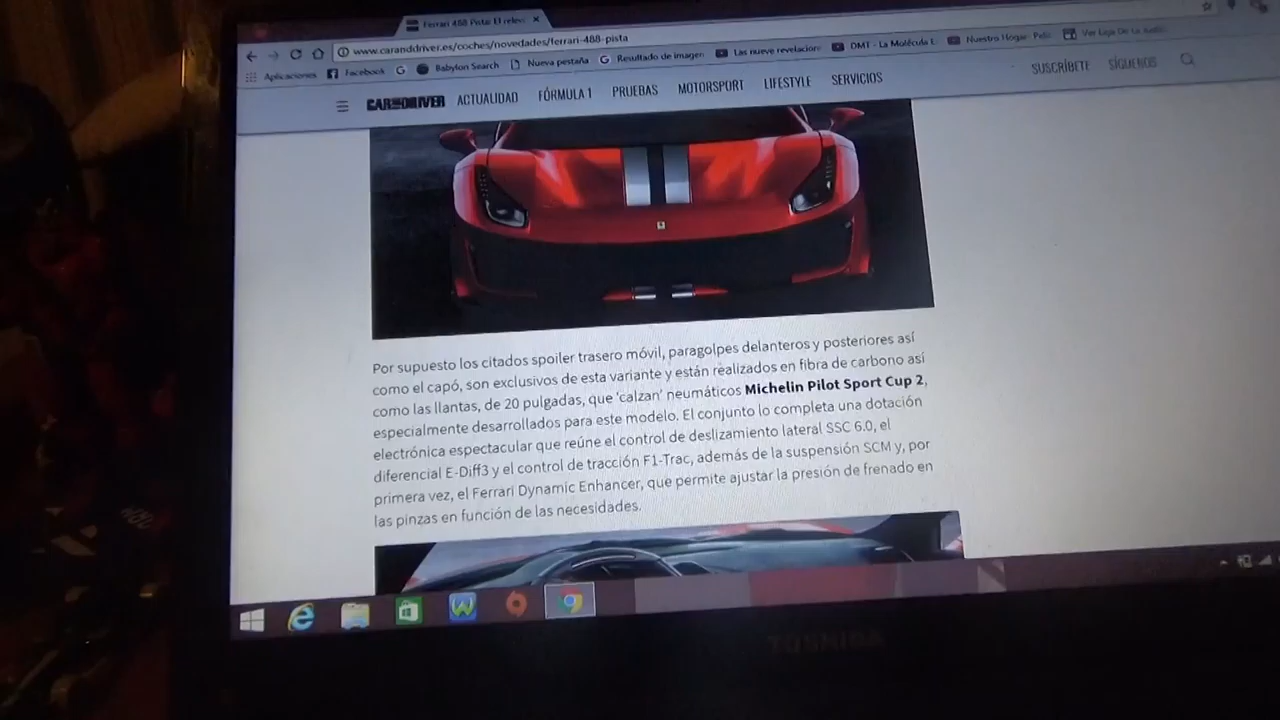 Ferrari 488 Pista: El relev
www.caranddriver.es/coches/novedades/ferrari-488-pista
Aplicaciones Facebook Babylon Search Nueva pestaña Resultado de imagen Las nueve revelacion DMT - La Molécula Nuestro Hogar
CAR AND DRIVER ACTUALIDAD FÓRMULA 1 PRUEBAS MOTORSPORT LIFESTYLE SERVICIOS SUSCRÍBETE SÍGUENOS
Por supuesto los citados spoiler trasero móvil, paragolpes delanteros y posteriores así
como el capó, son exclusivos de esta variante y están realizados en fibra de carbono así
como las llantas, de 20 pulgadas, que 'calzan' neumáticos Michelin Pilot Sport Cup 2,
especialmente desarrollados para este modelo. El conjunto lo completa una dotación
electrónica espectacular que reúne el control de deslizamiento lateral SSC 6.0, el
diferencial E-Diff3 y el control de tracción F1-Trac, además de la suspensión SCM y, por
primera vez, el Ferrari Dynamic Enhancer, que permite ajustar la presión de frenado en
las pinzas en función de las necesidades.
TOSHIBA